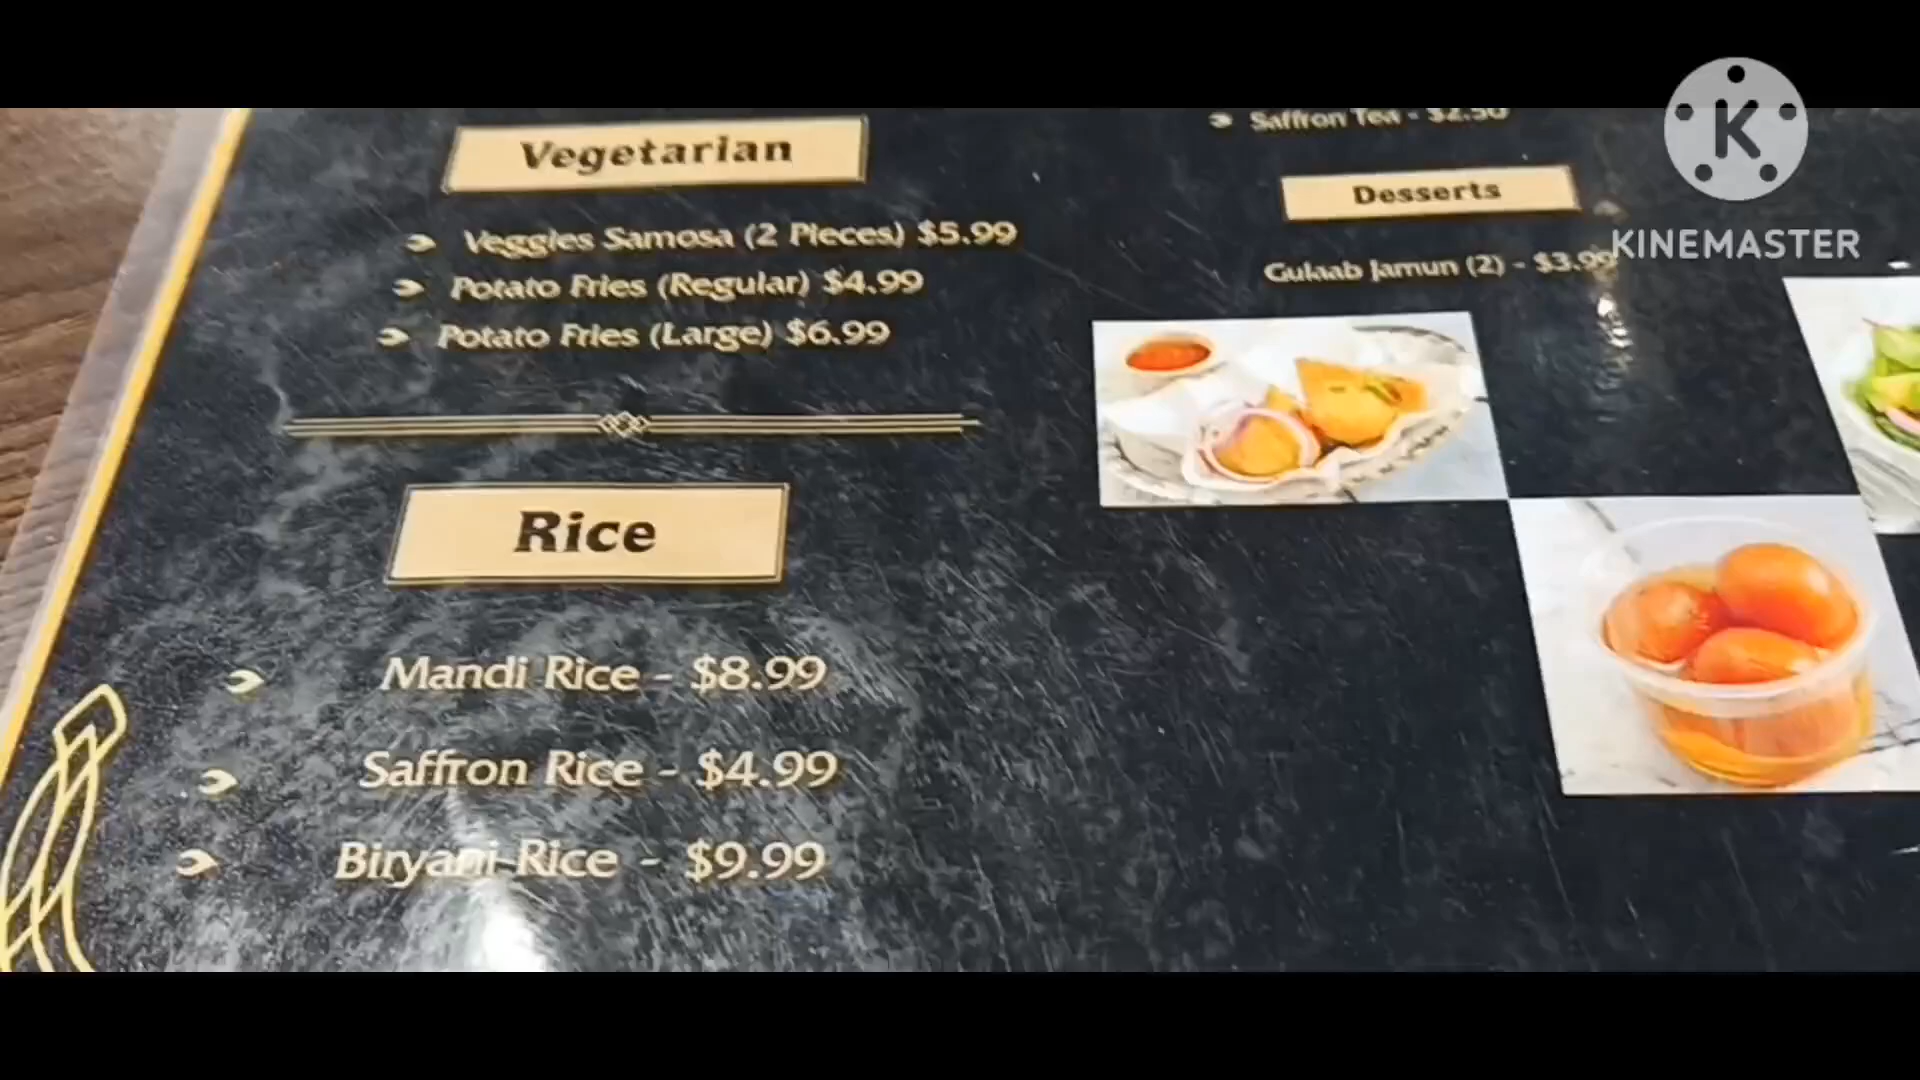 Vegetarian
Veggies Samosa (2 Pieces) $5.99
Potato Fries (Regular) $4.99
Potato Fries (Large) $6.99
Rice
Mandi Rice - $8.99
Saffron Rice - $4.99
Biryani Rice - $9.99
Saffron Tea - $2.50
Desserts
Gulaab Jamun (2) - $3.99
K
KINEMASTER